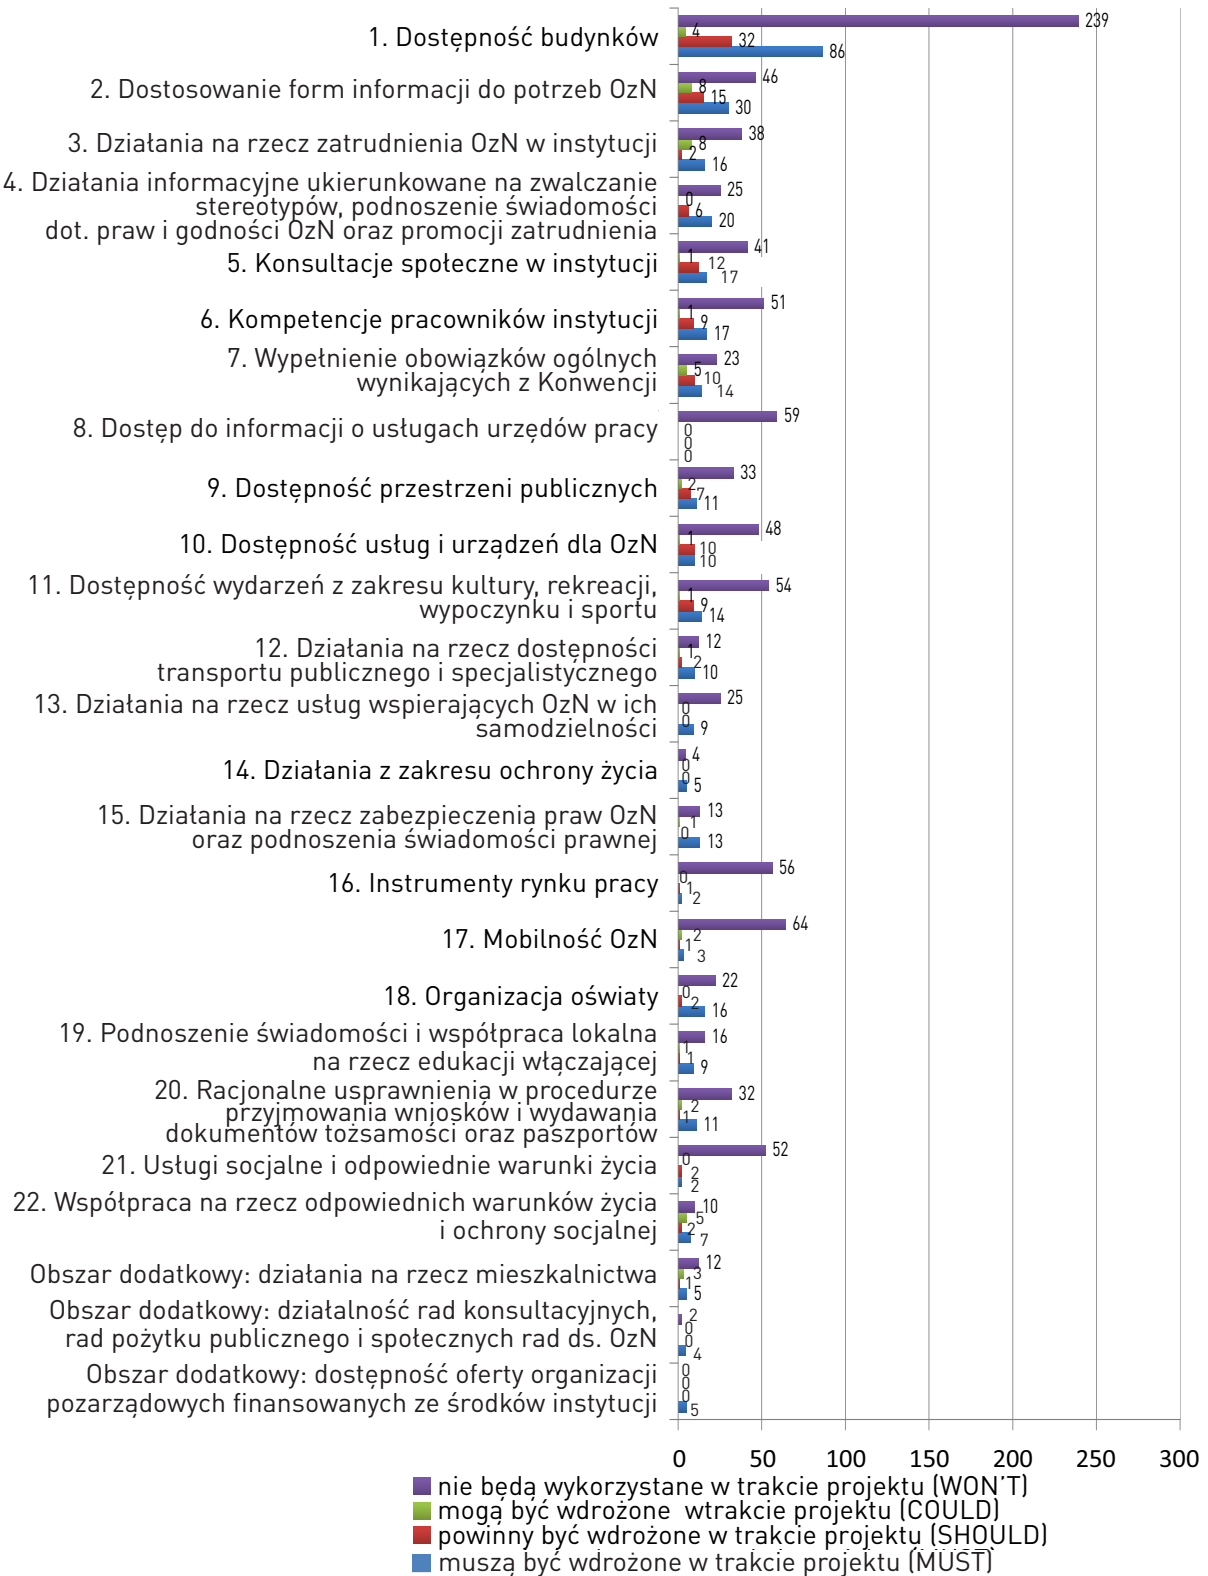 1. Dostępność budynków
239
4
32
86
2. Dostosowanie form informacji do potrzeb OzN
46
8
15
30
3. Działania na rzecz zatrudnienia OzN w instytucji
38
8
2
16
4. Działania informacyjne ukierunkowane na zwalczanie
stereotypów, podnoszenie świadomości
dot. praw i godności OzN oraz promocji zatrudnienia
25
0
6
20
5. Konsultacje społeczne w instytucji
41
1
12
17
6. Kompetencje pracowników instytucji
51
1
9
17
7. Wypełnienie obowiązków ogólnych
wynikających z Konwencji
23
5
10
14
8. Dostęp do informacji o usługach urzędów pracy
59
0
0
0
9. Dostępność przestrzeni publicznych
33
2
7
11
10. Dostępność usług i urządzeń dla OzN
48
1
10
10
11. Dostępność wydarzeń z zakresu kultury, rekreacji,
wypoczynku i sportu
54
1
9
14
12. Działania na rzecz dostępności
transportu publicznego i specjalistycznego
12
1
2
10
13. Działania na rzecz usług wspierających OzN w ich
samodzielności
25
0
0
9
14. Działania z zakresu ochrony życia
4
0
0
5
15. Działania na rzecz zabezpieczenia praw OzN
oraz podnoszenia świadomości prawnej
13
1
0
13
16. Instrumenty rynku pracy
56
0
1
2
17. Mobilność OzN
64
2
1
3
18. Organizacja oświaty
22
0
2
16
19. Podnoszenie świadomości i współpraca lokalna
na rzecz edukacji włączającej
16
1
1
9
20. Racjonalne usprawnienia w procedurze
przyjmowania wniosków i wydawania
dokumentów tożsamości oraz paszportów
32
2
1
11
21. Usługi socjalne i odpowiednie warunki życia
52
0
2
2
22. Współpraca na rzecz odpowiednich warunków życia
i ochrony socjalnej
10
5
2
7
Obszar dodatkowy: działania na rzecz mieszkalnictwa
12
3
1
5
Obszar dodatkowy: działalność rad konsultacyjnych,
rad pożytku publicznego i społecznych rad ds. OzN
2
0
0
4
Obszar dodatkowy: dostępność oferty organizacji
pozarządowych finansowanych ze środków instytucji
0
0
0
5
0 50 100 150 200 250 300
nie będą wykorzystane w trakcie projektu (WON'T)
mogą być wdrożone wtrakcie projektu (COULD)
powinny być wdrożone w trakcie projektu (SHOULD)
muszą być wdrożone w trakcie projektu (MUST)